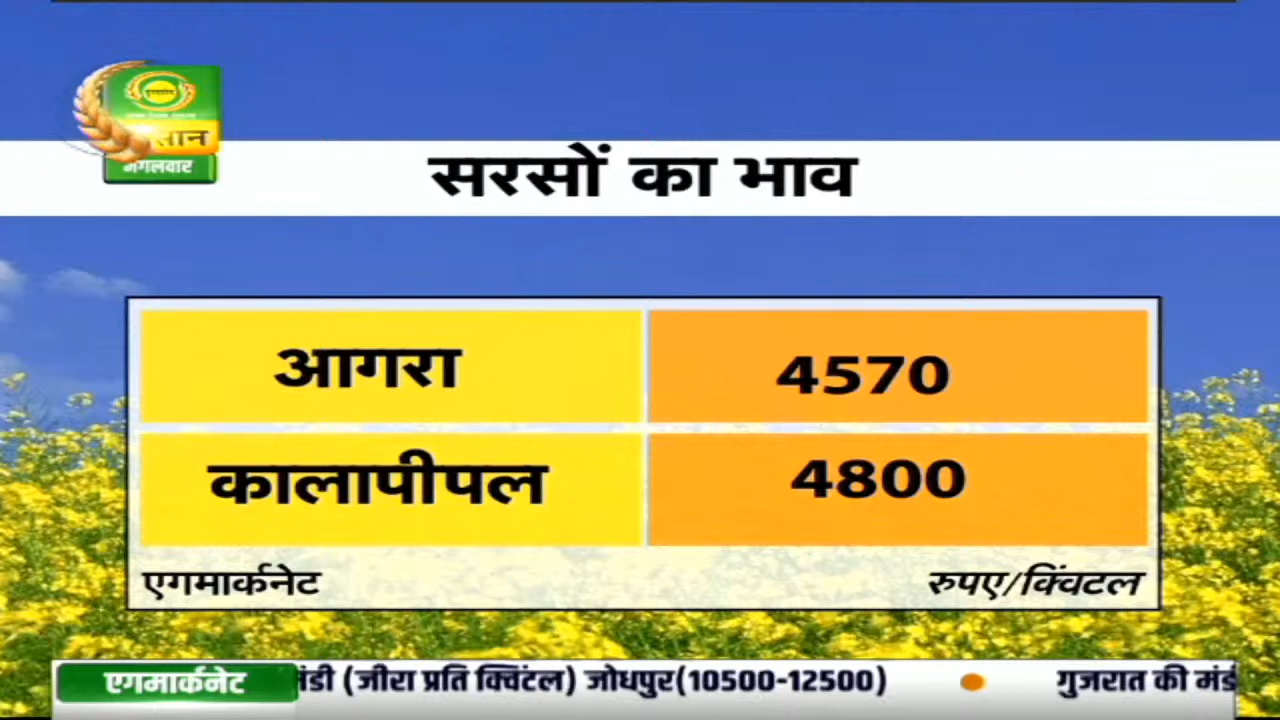 मंगलवार
सरसों का भाव
आगरा 4570
कालापीपल 4800
एगमार्कनेट रुपए/क्विंटल
एगमार्कनेट मंडी (जीरा प्रति क्विंटल) जोधपुर(10500-12500) गुजरात की